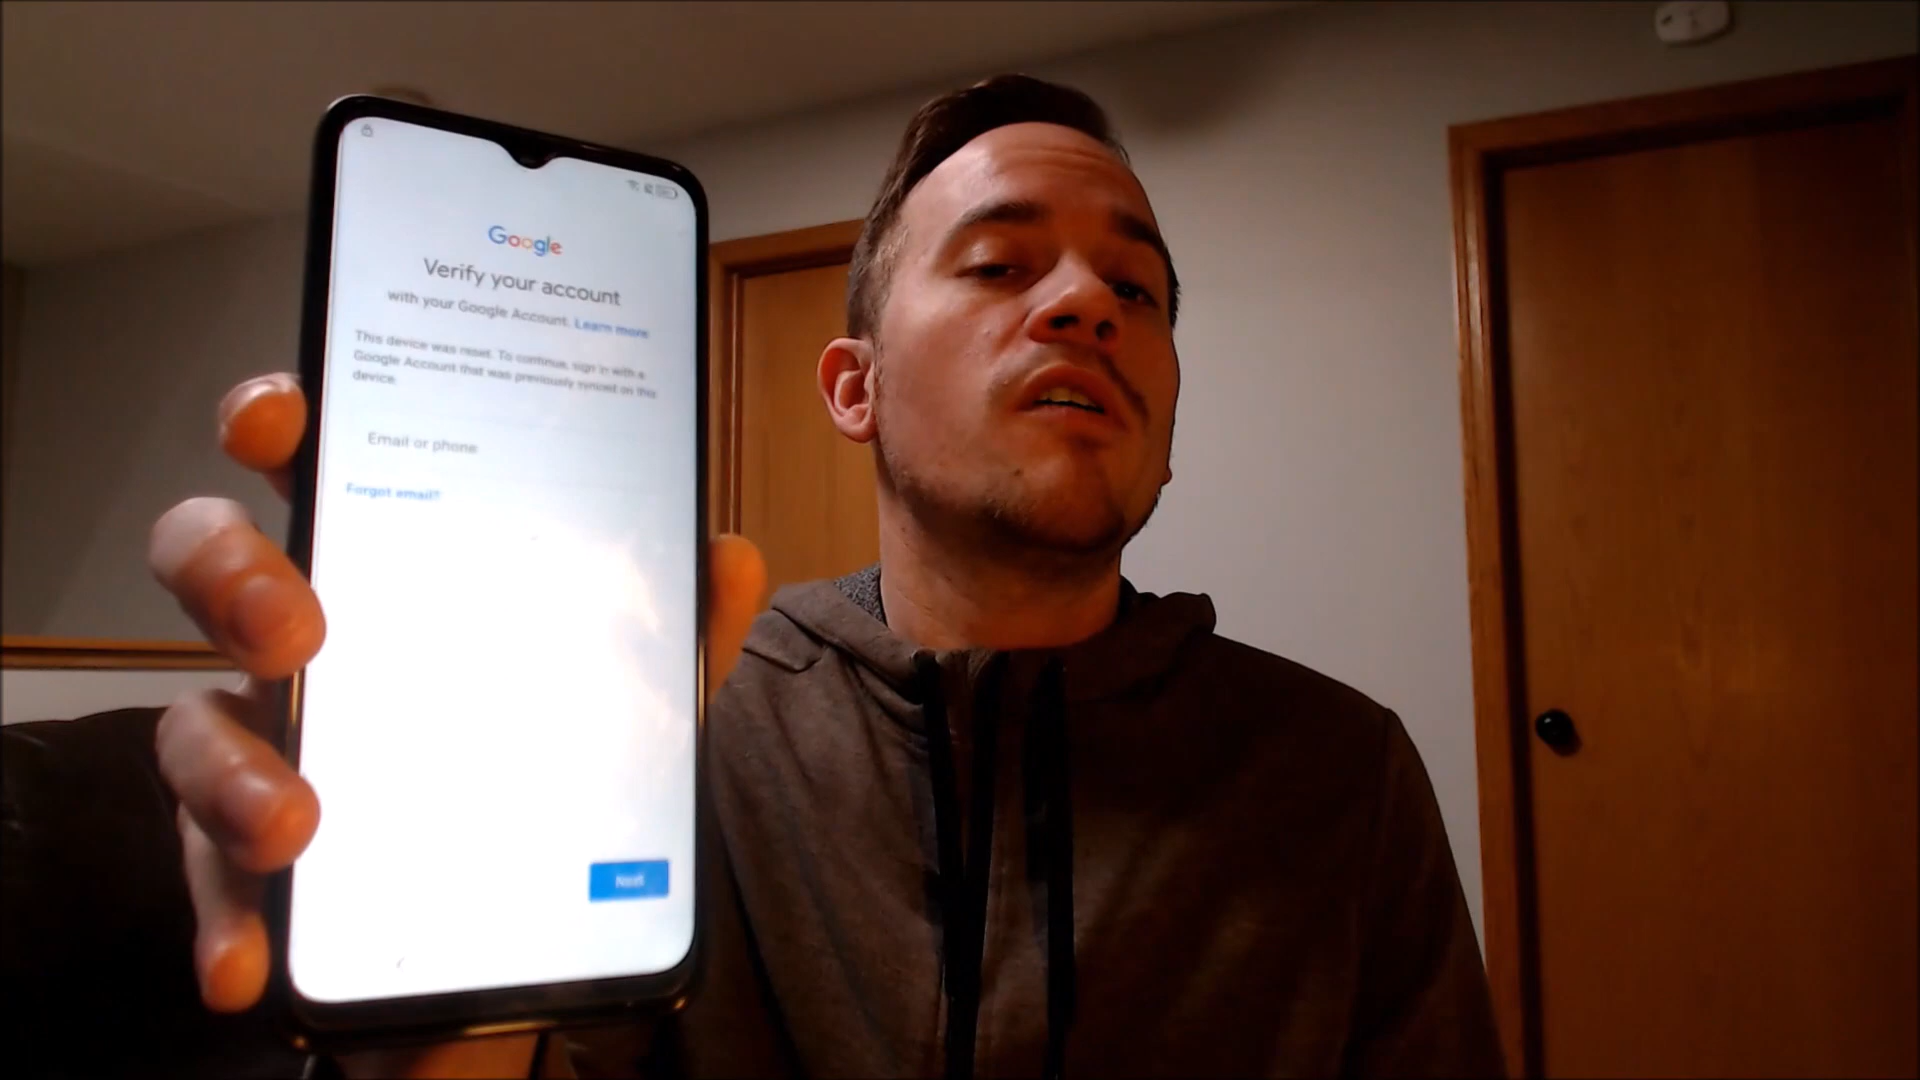 Google
Verify your account
with your Google Account. Learn more
This device was reset. To continue, sign in with a
Google Account that was previously synced on this
device.
Email or phone
Forgot email?
Next